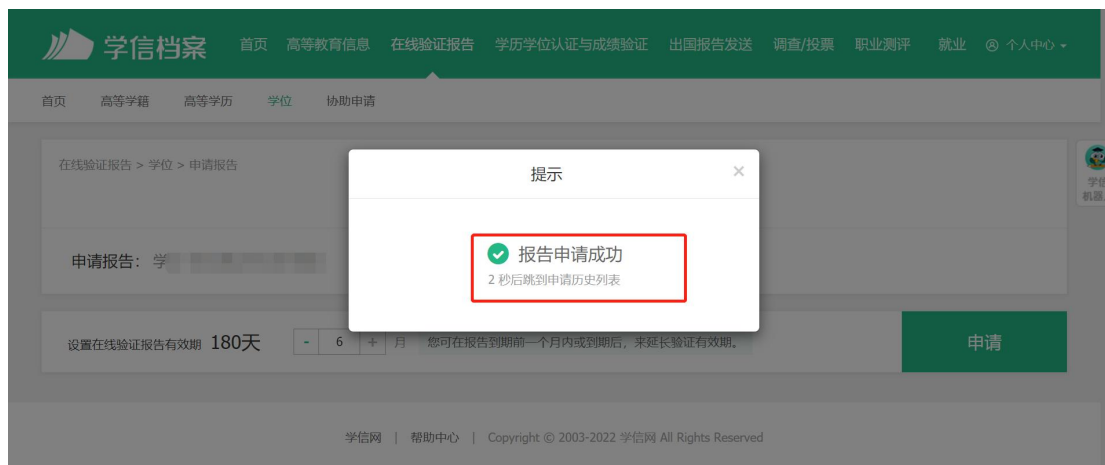 学信档案 首页 高等教育信息 在线验证报告 学历学位认证与成绩验证 出国报告发送 调查/投票 职业测评 就业 个人中心
首页 高等学籍 高等学历 学位 协助申请
在线验证报告 > 学位 > 申请报告
提示
×
学信
机器
申请报告：学
报告申请成功
2 秒后跳到申请历史列表
设置在线验证报告有效期 180天 - 6 + 月 您可在报告到期前一个月内或到期后，来延长验证有效期。 申请
学信网 | 帮助中心 | Copyright © 2003-2022 学信网 All Rights Reserved